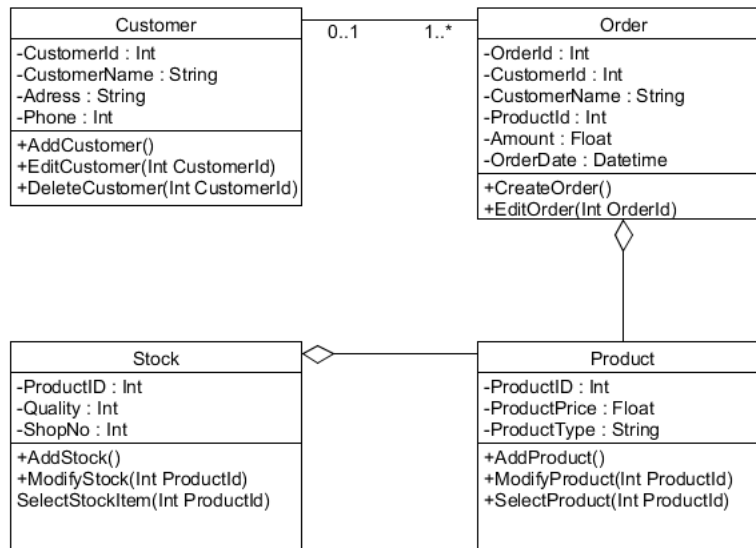 Customer
-CustomerId : Int
-CustomerName : String
-Adress : String
-Phone : Int
+AddCustomer()
+EditCustomer(Int CustomerId)
+DeleteCustomer(Int CustomerId)
0..1
1..*
Order
-OrderId : Int
-CustomerId : Int
-CustomerName : String
-ProductId : Int
-Amount : Float
-OrderDate : Datetime
+CreateOrder()
+EditOrder(Int OrderId)
Stock
-ProductID : Int
-Quality : Int
-ShopNo : Int
+AddStock()
+ModifyStock(Int ProductId)
SelectStockItem(Int ProductId)
Product
-ProductID : Int
-ProductPrice : Float
-ProductType : String
+AddProduct()
+ModifyProduct(Int ProductId)
+SelectProduct(Int ProductId)